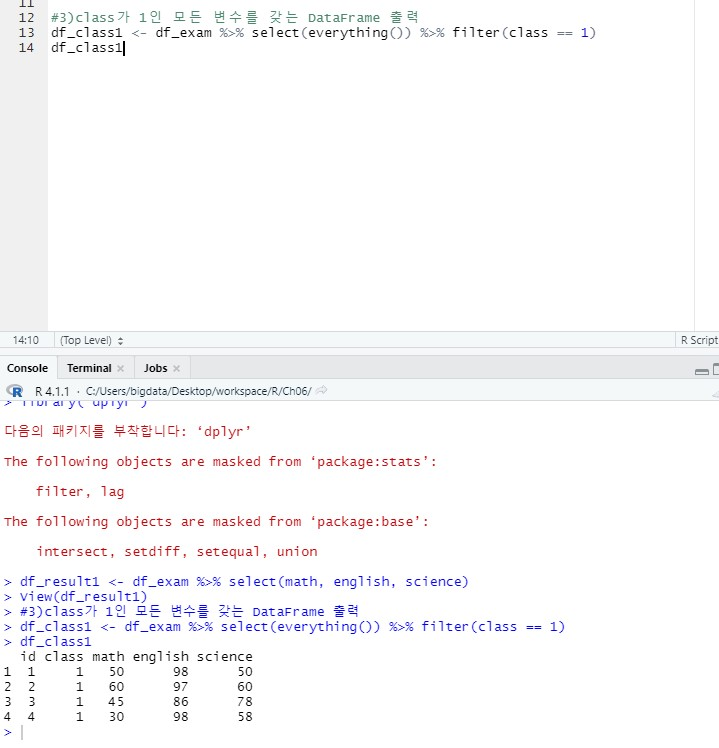 11
12 #3)class가 1인 모든 변수를 갖는 DataFrame 출력
13 df_class1 <- df_exam %>% select(everything()) %>% filter(class == 1)
14 df_class1
14:10 (Top Level) R Script
Console Terminal Jobs
R 4.1.1 · C:/Users/bigdata/Desktop/workspace/R/Ch06/
> library("dplyr")
다음의 패키지를 부착합니다: ‘dplyr’
The following objects are masked from ‘package:stats’:
filter, lag
The following objects are masked from ‘package:base’:
intersect, setdiff, setequal, union
> df_result1 <- df_exam %>% select(math, english, science)
> View(df_result1)
> #3)class가 1인 모든 변수를 갖는 DataFrame 출력
> df_class1 <- df_exam %>% select(everything()) %>% filter(class == 1)
> df_class1
id class math english science
1 1 1 50 98 50
2 2 1 60 97 60
3 3 1 45 86 78
4 4 1 30 98 58
>